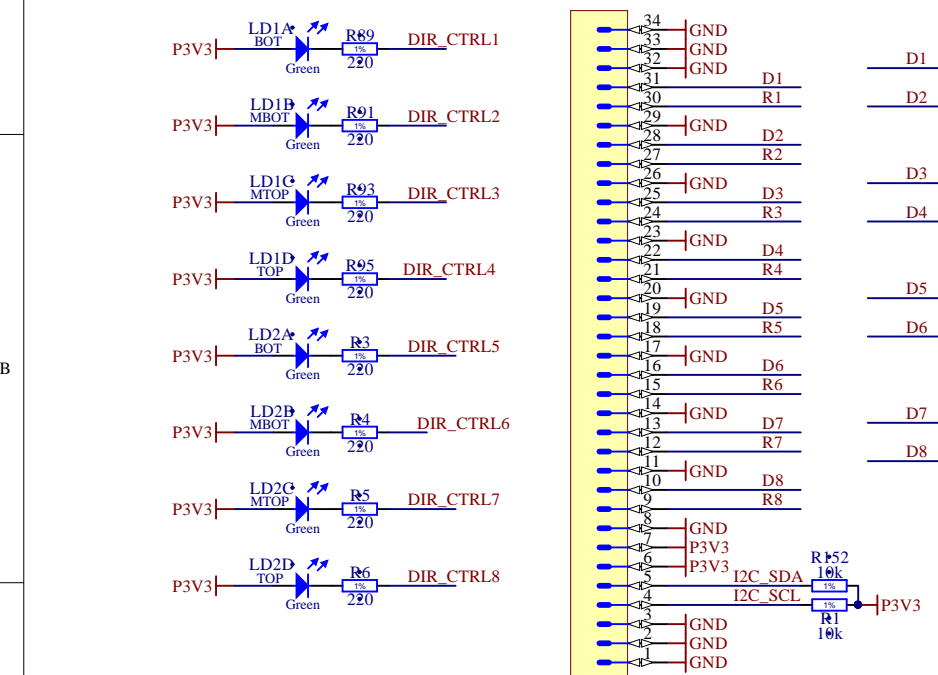 LD1A
BOT
P3V3
Green
R89
1%
220
DIR_CTRL1
LD1B
MBOT
P3V3
Green
R91
1%
220
DIR_CTRL2
LD1C
MTOP
P3V3
Green
R93
1%
220
DIR_CTRL3
LD1D
TOP
P3V3
Green
R95
1%
220
DIR_CTRL4
LD2A
BOT
P3V3
Green
R3
1%
220
DIR_CTRL5
LD2B
MBOT
P3V3
Green
R4
1%
220
DIR_CTRL6
LD2C
MTOP
P3V3
Green
R5
1%
220
DIR_CTRL7
LD2D
TOP
P3V3
Green
R6
1%
220
DIR_CTRL8
B
34 GND
33 GND
32 GND
31 D1
30 R1
29 GND
28 D2
27 R2
26 GND
25 D3
24 R3
23 GND
22 D4
21 R4
20 GND
19 D5
18 R5
17 GND
16 D6
15 R6
14 GND
13 D7
12 R7
11 GND
10 D8
9 R8
8 GND
7 P3V3
6 P3V3
5 I2C_SDA
4 I2C_SCL
3 GND
2 GND
1 GND
R152
10k
1%
1%
R1
10k
P3V3
D1
D2
D3
D4
D5
D6
D7
D8